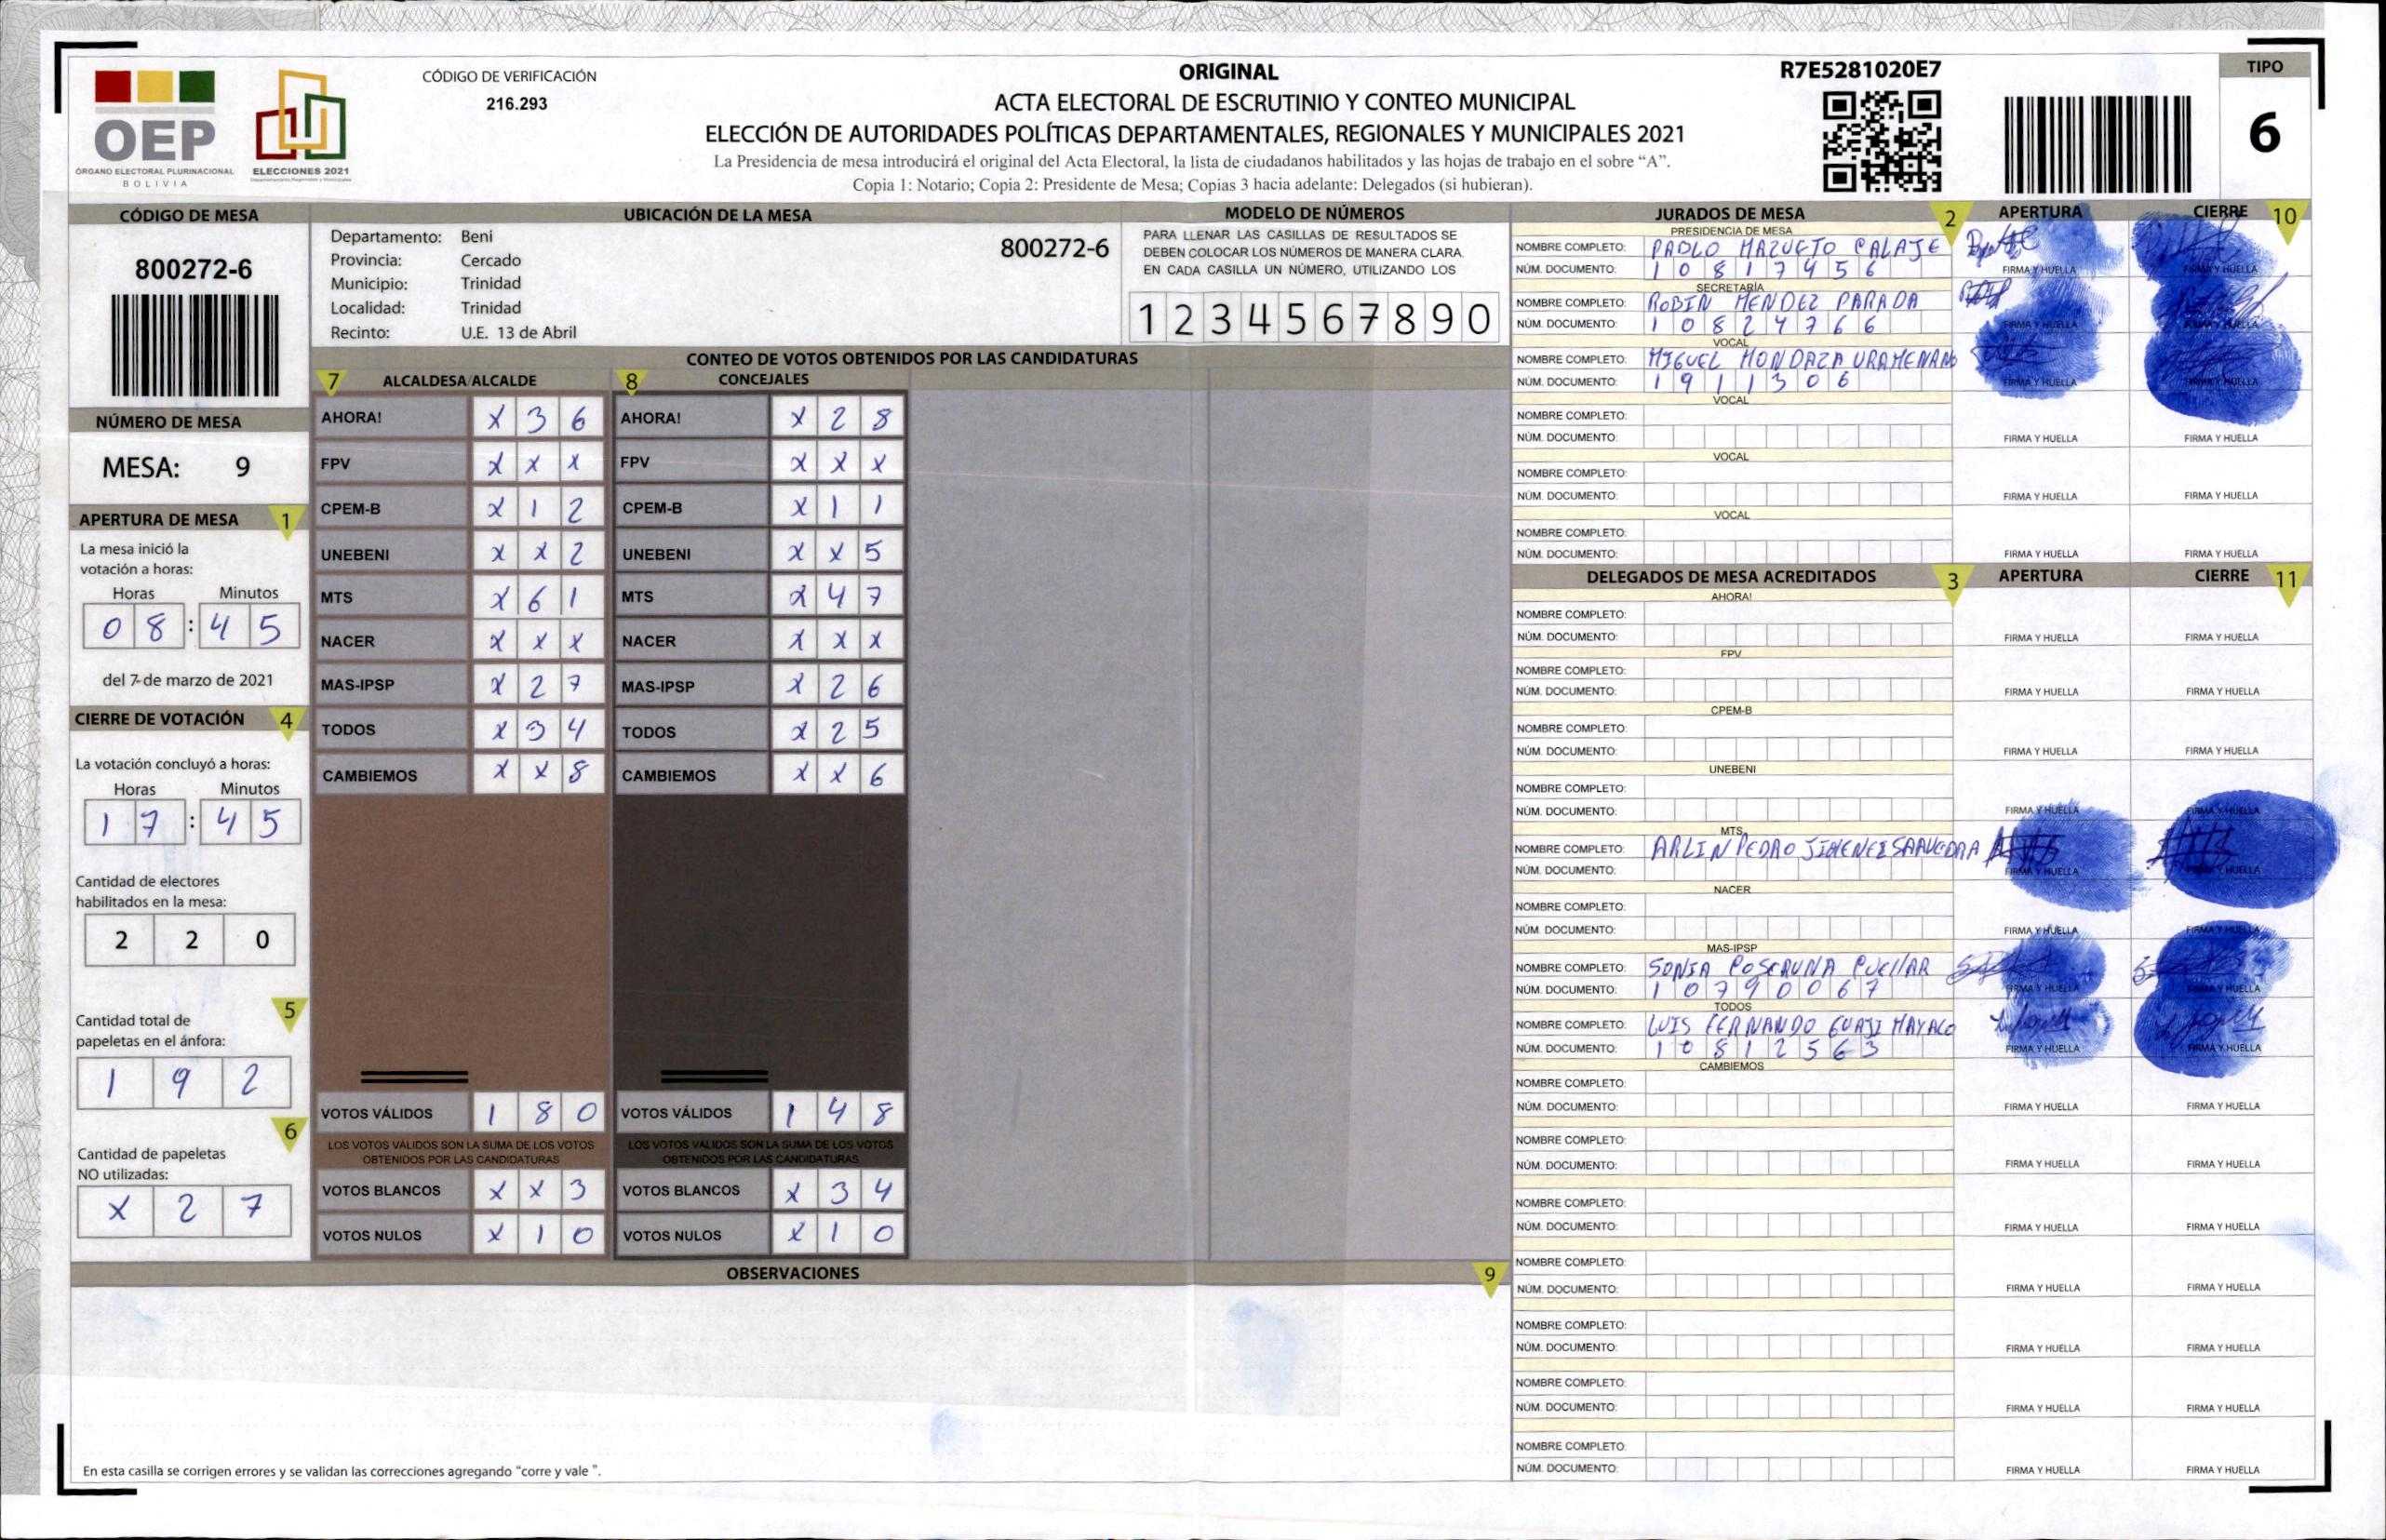 ORIGINAL
R7E5281020E7
TIPO
6
OEP
ÓRGANO ELECTORAL PLURINACIONAL
BOLIVIA
ELECCIONES 2021
CÓDIGO DE VERIFICACIÓN
216.293
ACTA ELECTORAL DE ESCRUTINIO Y CONTEO MUNICIPAL
ELECCIÓN DE AUTORIDADES POLÍTICAS DEPARTAMENTALES, REGIONALES Y MUNICIPALES 2021
La Presidencia de mesa introducirá el original del Acta Electoral, la lista de ciudadanos habilitados y las hojas de trabajo en el sobre “A”.
Copia 1: Notario; Copia 2: Presidente de Mesa; Copias 3 hacia adelante: Delegados (si hubieran).
CÓDIGO DE MESA
800272-6
NÚMERO DE MESA
MESA: 9
APERTURA DE MESA 1
La mesa inició la
votación a horas:
Horas Minutos
0 8 : 4 5
del 7 de marzo de 2021
CIERRE DE VOTACIÓN 4
La votación concluyó a horas:
Horas Minutos
1 7 : 4 5
Cantidad de electores
habilitados en la mesa:
2 2 0
5
Cantidad total de
papeletas en el ánfora:
1 9 2
6
Cantidad de papeletas
NO utilizadas:
X 2 7
UBICACIÓN DE LA MESA
Departamento: Beni
800272-6
Provincia: Cercado
Municipio: Trinidad
Localidad: Trinidad
Recinto: U.E. 13 de Abril
MODELO DE NÚMEROS
PARA LLENAR LAS CASILLAS DE RESULTADOS SE
DEBEN COLOCAR LOS NÚMEROS DE MANERA CLARA.
EN CADA CASILLA UN NÚMERO, UTILIZANDO LOS
1 2 3 4 5 6 7 8 9 0
CONTEO DE VOTOS OBTENIDOS POR LAS CANDIDATURAS
7 ALCALDESA/ALCALDE 8 CONCEJALES
AHORA! X 3 6 AHORA! X 2 8
FPV X X X FPV X X X
CPEM-B X 1 2 CPEM-B X 1 1
UNEBENI X X 2 UNEBENI X X 5
MTS X 6 1 MTS X 4 7
NACER X X X NACER X X X
MAS-IPSP X 2 7 MAS-IPSP X 2 6
TODOS X 3 4 TODOS X 2 5
CAMBIEMOS X X 8 CAMBIEMOS X X 6
VOTOS VÁLIDOS 1 8 0 VOTOS VÁLIDOS 1 4 8
LOS VOTOS VÁLIDOS SON LA SUMA DE LOS VOTOS LOS VOTOS VÁLIDOS SON LA SUMA DE LOS VOTOS
OBTENIDOS POR LAS CANDIDATURAS OBTENIDOS POR LAS CANDIDATURAS
VOTOS BLANCOS X X 3 VOTOS BLANCOS X 3 4
VOTOS NULOS X 1 0 VOTOS NULOS X 1 0
OBSERVACIONES 9
En esta casilla se corrigen errores y se validan las correcciones agregando “corre y vale ”.
JURADOS DE MESA 2 APERTURA CIERRE 10
PRESIDENCIA DE MESA
NOMBRE COMPLETO: PABLO MAZUETO CALAJE
NÚM. DOCUMENTO: 1 0 8 1 7 4 5 6 FIRMA Y HUELLA FIRMA Y HUELLA
SECRETARÍA
NOMBRE COMPLETO: ROBIN MENDEZ PARADA
NÚM. DOCUMENTO: 1 0 8 2 4 7 6 6 FIRMA Y HUELLA FIRMA Y HUELLA
VOCAL
NOMBRE COMPLETO: MIGUEL
NÚM. DOCUMENTO: 1 9 1 1 3 0 6 FIRMA Y HUELLA FIRMA Y HUELLA
VOCAL
NOMBRE COMPLETO:
NÚM. DOCUMENTO: FIRMA Y HUELLA FIRMA Y HUELLA
VOCAL
NOMBRE COMPLETO:
NÚM. DOCUMENTO: FIRMA Y HUELLA FIRMA Y HUELLA
VOCAL
NOMBRE COMPLETO:
NÚM. DOCUMENTO: FIRMA Y HUELLA FIRMA Y HUELLA
DELEGADOS DE MESA ACREDITADOS 3 APERTURA CIERRE 11
AHORA!
NOMBRE COMPLETO:
NÚM. DOCUMENTO: FIRMA Y HUELLA FIRMA Y HUELLA
FPV
NOMBRE COMPLETO:
NÚM. DOCUMENTO: FIRMA Y HUELLA FIRMA Y HUELLA
CPEM-B
NOMBRE COMPLETO:
NÚM. DOCUMENTO: FIRMA Y HUELLA FIRMA Y HUELLA
UNEBENI
NOMBRE COMPLETO:
NÚM. DOCUMENTO: FIRMA Y HUELLA FIRMA Y HUELLA
MTS
NOMBRE COMPLETO: ARLIN PEDRO JIMENEZ SAAVEDRA
NÚM. DOCUMENTO: FIRMA Y HUELLA FIRMA Y HUELLA
NACER
NOMBRE COMPLETO:
NÚM. DOCUMENTO: FIRMA Y HUELLA FIRMA Y HUELLA
MAS-IPSP
NOMBRE COMPLETO: SONIA CUELLAR
NÚM. DOCUMENTO: 1 0 7 9 0 0 6 7 FIRMA Y HUELLA FIRMA Y HUELLA
TODOS
NOMBRE COMPLETO: LUIS FERNANDO GUAJI MAYACO
NÚM. DOCUMENTO: 1 0 8 1 2 5 6 3 FIRMA Y HUELLA FIRMA Y HUELLA
CAMBIEMOS
NOMBRE COMPLETO:
NÚM. DOCUMENTO: FIRMA Y HUELLA FIRMA Y HUELLA
NOMBRE COMPLETO:
NÚM. DOCUMENTO: FIRMA Y HUELLA FIRMA Y HUELLA
NOMBRE COMPLETO:
NÚM. DOCUMENTO: FIRMA Y HUELLA FIRMA Y HUELLA
NOMBRE COMPLETO:
NÚM. DOCUMENTO: FIRMA Y HUELLA FIRMA Y HUELLA
NOMBRE COMPLETO:
NÚM. DOCUMENTO: FIRMA Y HUELLA FIRMA Y HUELLA
NOMBRE COMPLETO:
NÚM. DOCUMENTO: FIRMA Y HUELLA FIRMA Y HUELLA
NOMBRE COMPLETO:
NÚM. DOCUMENTO: FIRMA Y HUELLA FIRMA Y HUELLA